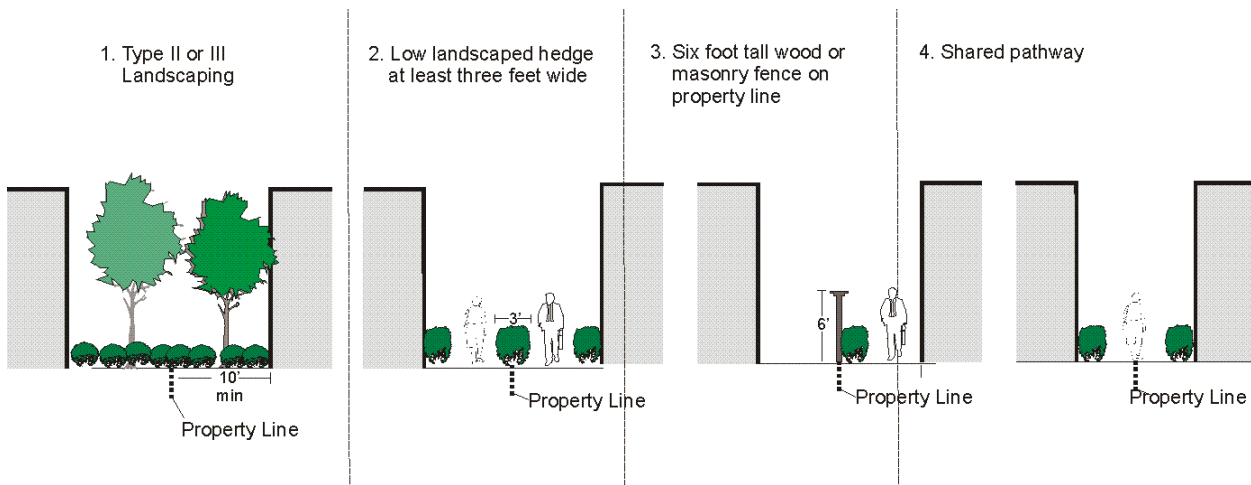 1. Type II or III
Landscaping
2. Low landscaped hedge
at least three feet wide
3. Six foot tall wood or
masonry fence on
property line
4. Shared pathway
10'
min
Property Line
3'
Property Line
6'
Property Line
Property Line